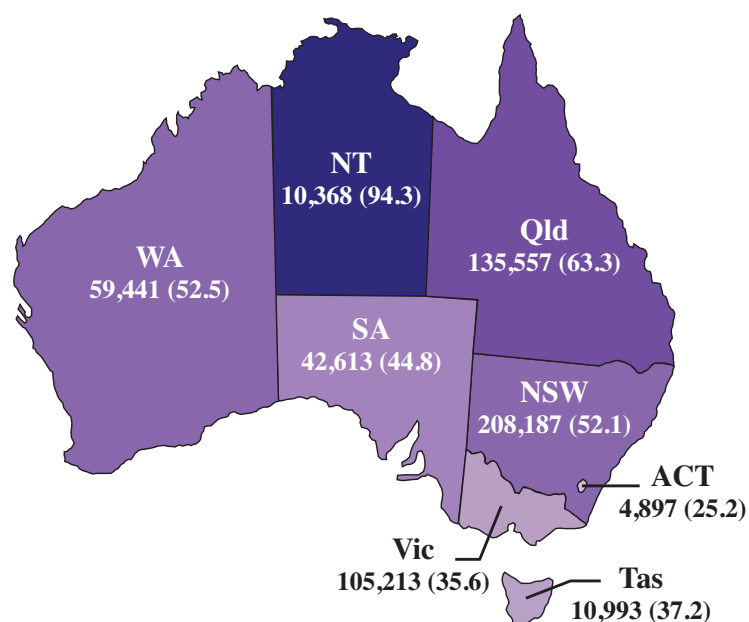 NT
10,368 (94.3)
Qld
135,557 (63.3)
WA
59,441 (52.5)
SA
42,613 (44.8)
NSW
208,187 (52.1)
ACT
4,897 (25.2)
Vic
105,213 (35.6)
Tas
10,993 (37.2)